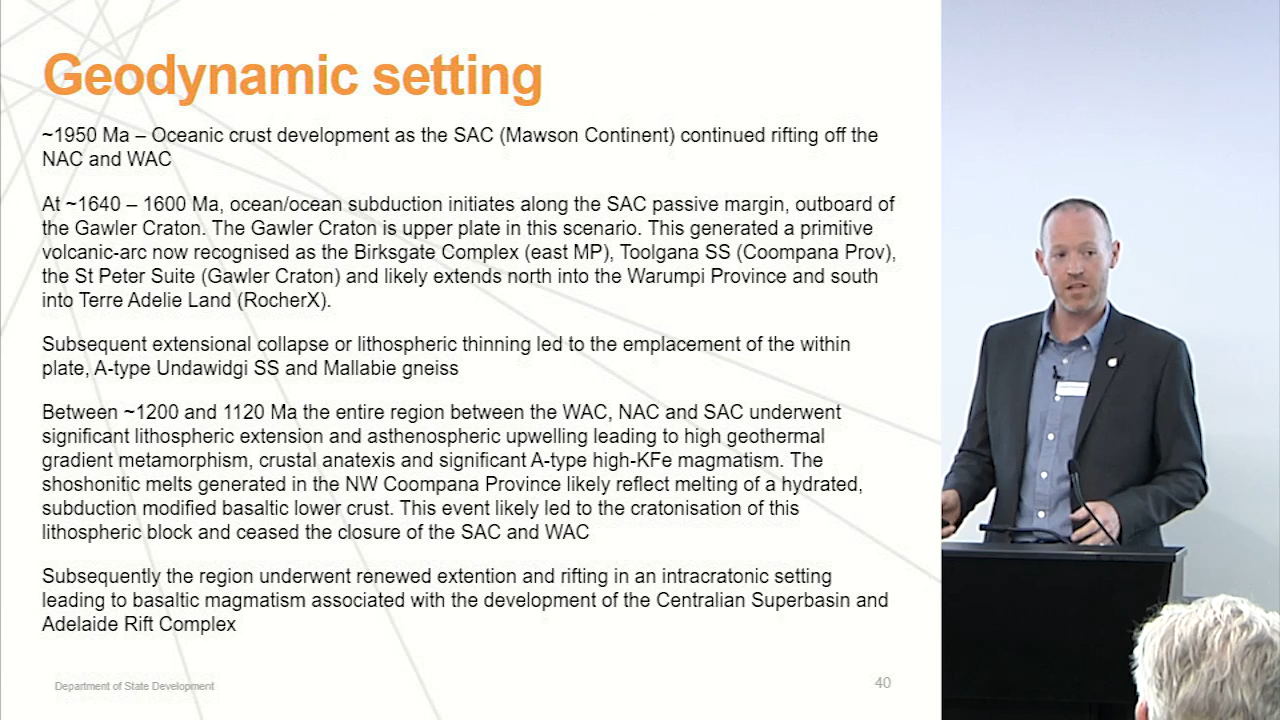 Geodynamic setting
~1950 Ma – Oceanic crust development as the SAC (Mawson Continent) continued rifting off the
NAC and WAC
At ~1640 – 1600 Ma, ocean/ocean subduction initiates along the SAC passive margin, outboard of
the Gawler Craton. The Gawler Craton is upper plate in this scenario. This generated a primitive
volcanic-arc now recognised as the Birksgate Complex (east MP), Toolgana SS (Coompana Prov),
the St Peter Suite (Gawler Craton) and likely extends north into the Warumpi Province and south
into Terre Adelie Land (RocherX).
Subsequent extensional collapse or lithospheric thinning led to the emplacement of the within
plate, A-type Undawidgi SS and Mallabie gneiss
Between ~1200 and 1120 Ma the entire region between the WAC, NAC and SAC underwent
significant lithospheric extension and asthenospheric upwelling leading to high geothermal
gradient metamorphism, crustal anatexis and significant A-type high-KFe magmatism. The
shoshonitic melts generated in the NW Coompana Province likely reflect melting of a hydrated,
subduction modified basaltic lower crust. This event likely led to the cratonisation of this
lithospheric block and ceased the closure of the SAC and WAC
Subsequently the region underwent renewed extention and rifting in an intracratonic setting
leading to basaltic magmatism associated with the development of the Centralian Superbasin and
Adelaide Rift Complex
Department of State Development
40